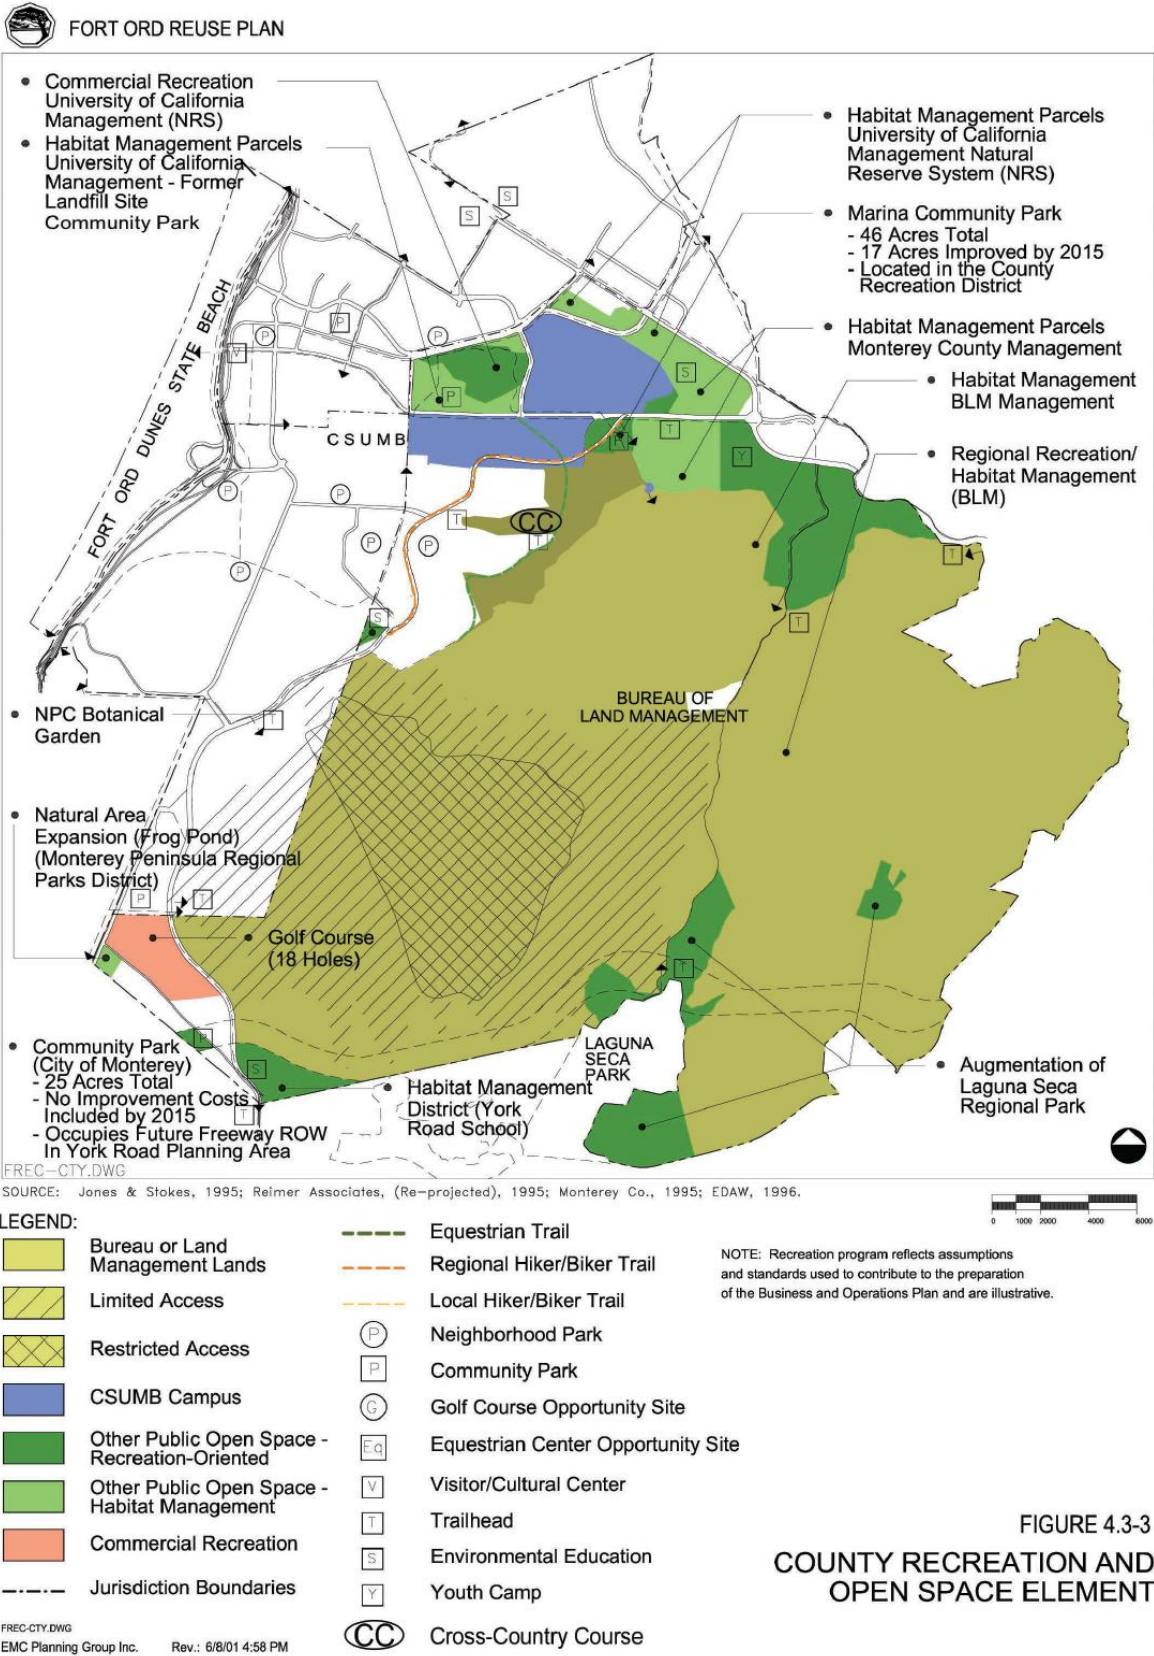 FORT ORD REUSE PLAN
Commercial Recreation
University of California
Management (NRS)
Habitat Management Parcels
University of California
Management - Former
Landfill Site
Community Park
Habitat Management Parcels
University of California
Management Natural
Reserve System (NRS)
Marina Community Park
- 46 Acres Total
- 17 Acres Improved by 2015
- Located in the County
Recreation District
Habitat Management Parcels
Monterey County Management
Habitat Management
BLM Management
Regional Recreation/
Habitat Management
(BLM)
FORT ORD DUNES STATE BEACH
S
S
P
P
P
V
P
S
CSUMB
P
T
Y
P
P
T
CC
T
P
P
P
T
S
T
BUREAU OF
LAND MANAGEMENT
NPC Botanical
Garden
T
Natural Area
Expansion (Frog Pond)
(Monterey Peninsula Regional
Parks District)
P
T
Golf Course
(18 Holes)
T
P
S
T
LAGUNA
SECA
PARK
Community Park
(City of Monterey)
- 25 Acres Total
- No Improvement Costs
Included by 2015
- Occupies Future Freeway ROW
In York Road Planning Area
Habitat Management
District (York
Road School)
Augmentation of
Laguna Seca
Regional Park
FREC-CTY.DWG
SOURCE: Jones & Stokes, 1995; Reimer Associates, (Re-projected), 1995; Monterey Co., 1995; EDAW, 1996.
0 1000 2000 4000 6000
LEGEND:
Bureau or Land
Management Lands
Limited Access
Restricted Access
CSUMB Campus
Other Public Open Space -
Recreation-Oriented
Other Public Open Space -
Habitat Management
Commercial Recreation
Jurisdiction Boundaries
Equestrian Trail
Regional Hiker/Biker Trail
Local Hiker/Biker Trail
P Neighborhood Park
P Community Park
G Golf Course Opportunity Site
Eq Equestrian Center Opportunity Site
V Visitor/Cultural Center
T Trailhead
S Environmental Education
Y Youth Camp
CC Cross-Country Course
NOTE: Recreation program reflects assumptions
and standards used to contribute to the preparation
of the Business and Operations Plan and are illustrative.
FIGURE 4.3-3
COUNTY RECREATION AND
OPEN SPACE ELEMENT
FREC-CTY.DWG
EMC Planning Group Inc. Rev.: 6/8/01 4:58 PM